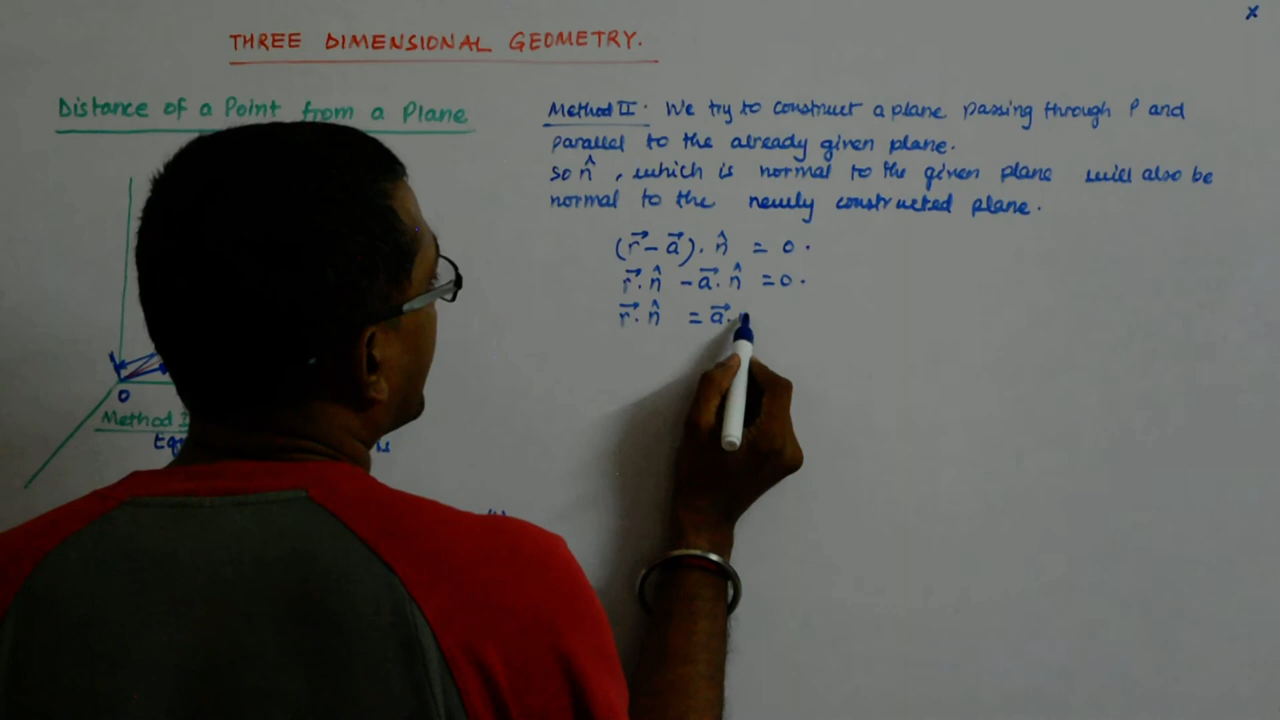 x
THREE DIMENSIONAL GEOMETRY.
Distance of a Point from a Plane
O
Method I
Method II. We try to construct a plane passing through P and
parallel to the already given plane.
so n̂, which is normal to the given plane will also be
normal to the newly constructed plane.
(r⃗ - a⃗). n̂ = 0.
r⃗. n̂ - a⃗. n̂ = 0.
r⃗. n̂ = a⃗.